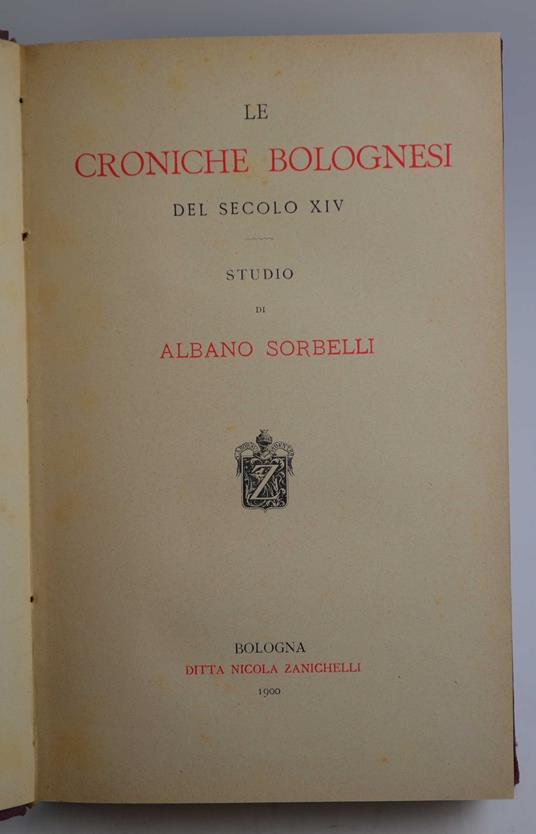 LE
CRONICHE BOLOGNESI
DEL SECOLO XIV
STUDIO
DI
ALBANO SORBELLI
Z
BOLOGNA
DITTA NICOLA ZANICHELLI
1900